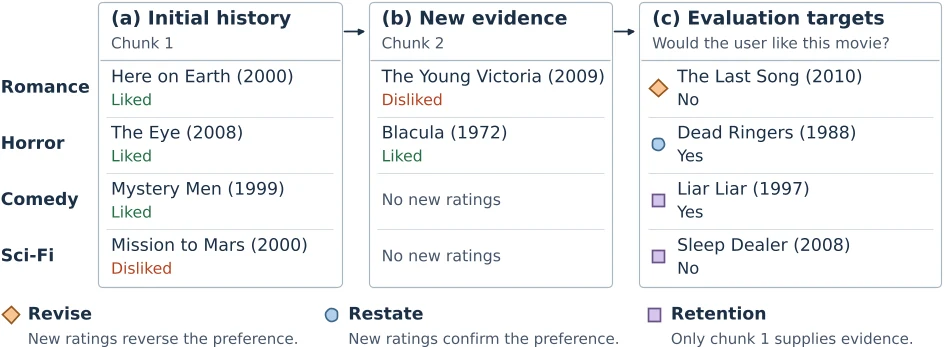 (a) Initial history
Chunk 1
(b) New evidence
Chunk 2
(c) Evaluation targets
Would the user like this movie?
Romance
Here on Earth (2000)
Liked
The Young Victoria (2009)
Disliked
The Last Song (2010)
No
Horror
The Eye (2008)
Liked
Blacula (1972)
Liked
Dead Ringers (1988)
Yes
Comedy
Mystery Men (1999)
Liked
No new ratings
Liar Liar (1997)
Yes
Sci-Fi
Mission to Mars (2000)
Disliked
No new ratings
Sleep Dealer (2008)
No
Revise
New ratings reverse the preference.
Restate
New ratings confirm the preference.
Retention
Only chunk 1 supplies evidence.